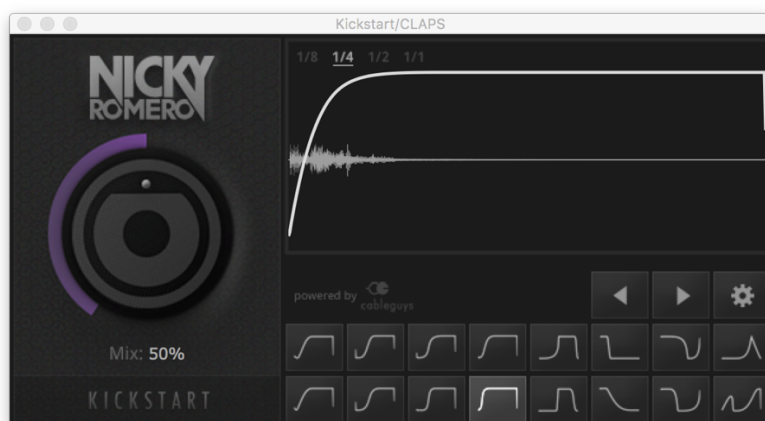 Kickstart/CLAPS
NICKY
ROMERO
1/8 1/4 1/2 1/1
powered by cableguys
Mix: 50%
KICKSTART